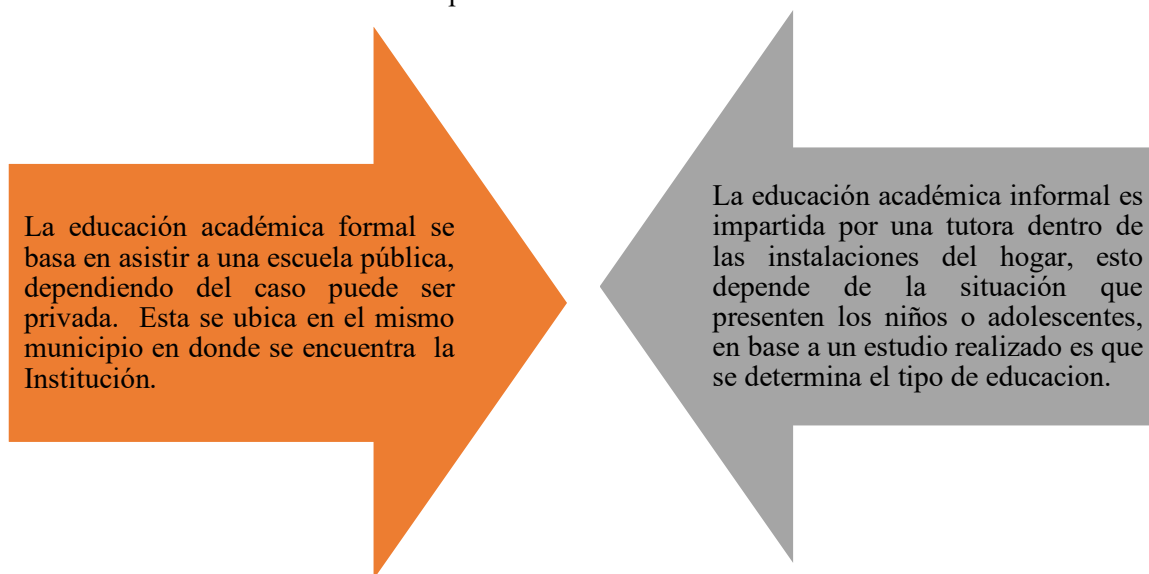 La educación académica formal se
basa en asistir a una escuela pública,
dependiendo del caso puede ser
privada. Esta se ubica en el mismo
municipio en donde se encuentra la
Institución.
La educación académica informal es
impartida por una tutora dentro de
las instalaciones del hogar, esto
depende de la situación que
presenten los niños o adolescentes,
en base a un estudio realizado es que
se determina el tipo de educacion.